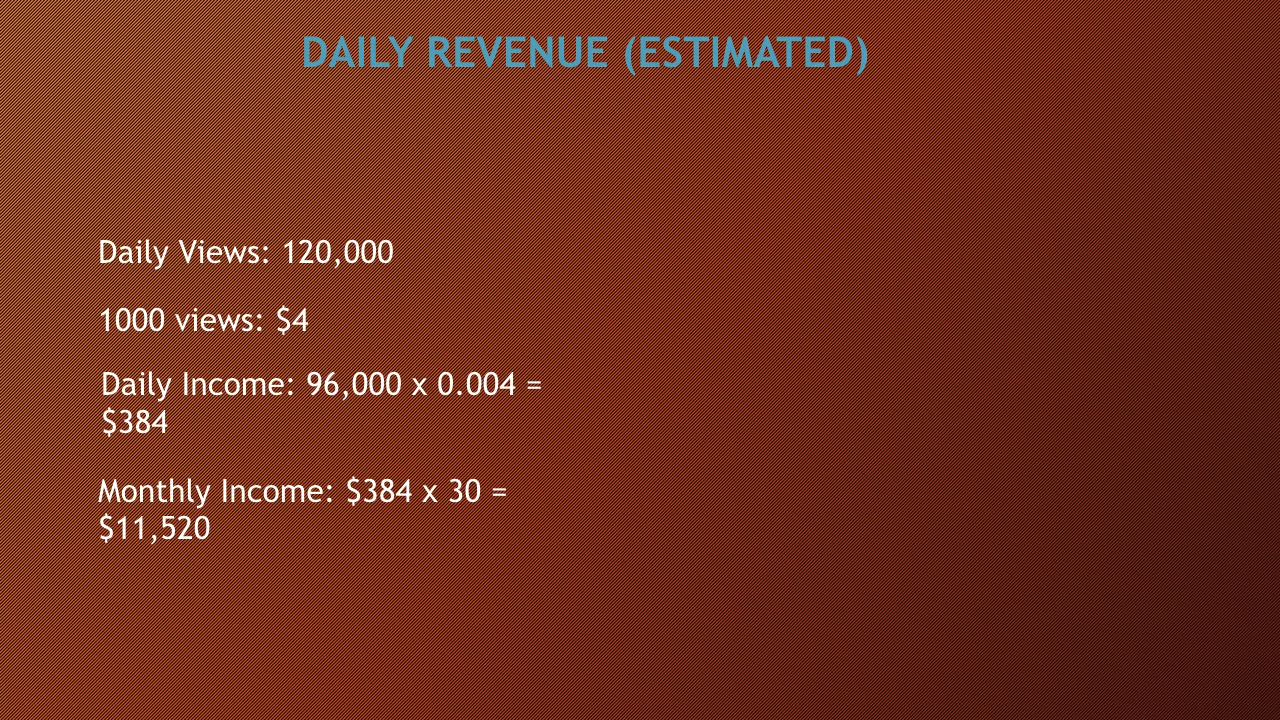 DAILY REVENUE (ESTIMATED)
Daily Views: 120,000
1000 views: $4
Daily Income: 96,000 x 0.004 =
$384
Monthly Income: $384 x 30 =
$11,520